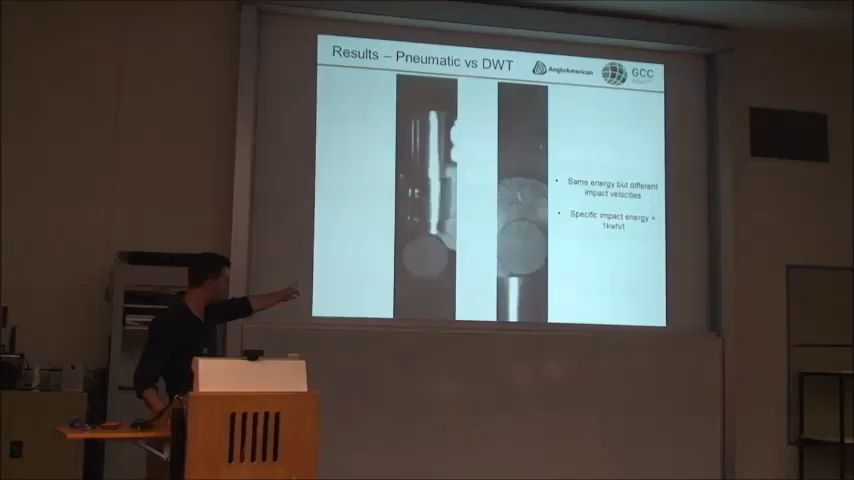 Results – Pneumatic vs DWT
AngloAmerican
GCC
• Same energy but different
impact velocities
• Specific impact energy =
1kwh/t